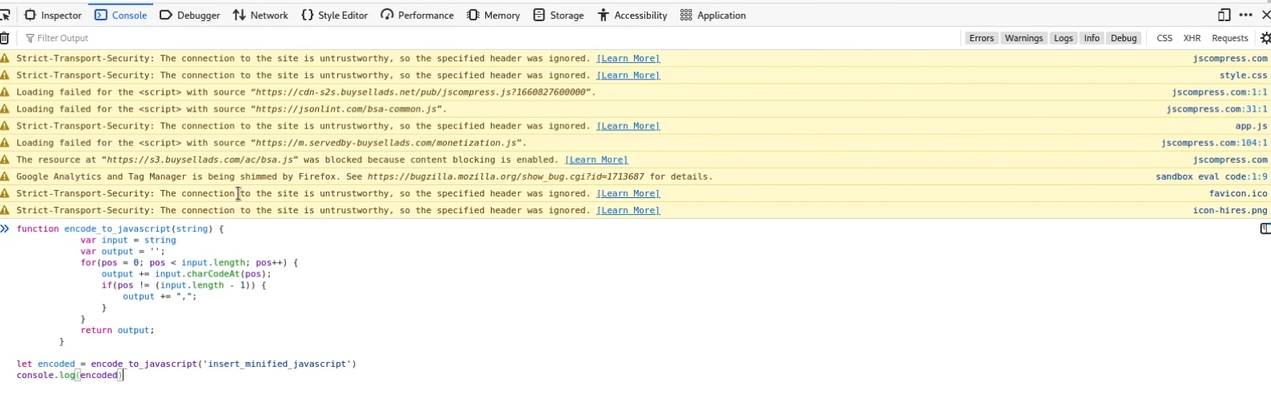 Inspector Console Debugger Network Style Editor Performance Memory Storage Accessibility Application
Filter Output Errors Warnings Logs Info Debug CSS XHR Requests
Strict-Transport-Security: The connection to the site is untrustworthy, so the specified header was ignored. [Learn More] jscompress.com
Strict-Transport-Security: The connection to the site is untrustworthy, so the specified header was ignored. [Learn More] style.css
Loading failed for the <script> with source “https://cdn-s2s.buysellads.net/pub/jscompress.js?1660827600000”. jscompress.com:1:1
Loading failed for the <script> with source “https://jsonlint.com/bsa-common.js”. jscompress.com:31:1
Strict-Transport-Security: The connection to the site is untrustworthy, so the specified header was ignored. [Learn More] app.js
Loading failed for the <script> with source “https://m.servedby-buysellads.com/monetization.js”. jscompress.com:104:1
The resource at “https://s3.buysellads.com/ac/bsa.js” was blocked because content blocking is enabled. [Learn More] jscompress.com
Google Analytics and Tag Manager is being shimmed by Firefox. See https://bugzilla.mozilla.org/show_bug.cgi?id=1713687 for details. sandbox eval code:1:9
Strict-Transport-Security: The connection to the site is untrustworthy, so the specified header was ignored. [Learn More] favicon.ico
Strict-Transport-Security: The connection to the site is untrustworthy, so the specified header was ignored. [Learn More] icon-hires.png
function encode_to_javascript(string) {
var input = string
var output = '';
for(pos = 0; pos < input.length; pos++) {
output += input.charCodeAt(pos);
if(pos != (input.length - 1)) {
output += ",";
}
}
return output;
}
let encoded = encode_to_javascript('insert_minified_javascript')
console.log(encoded)